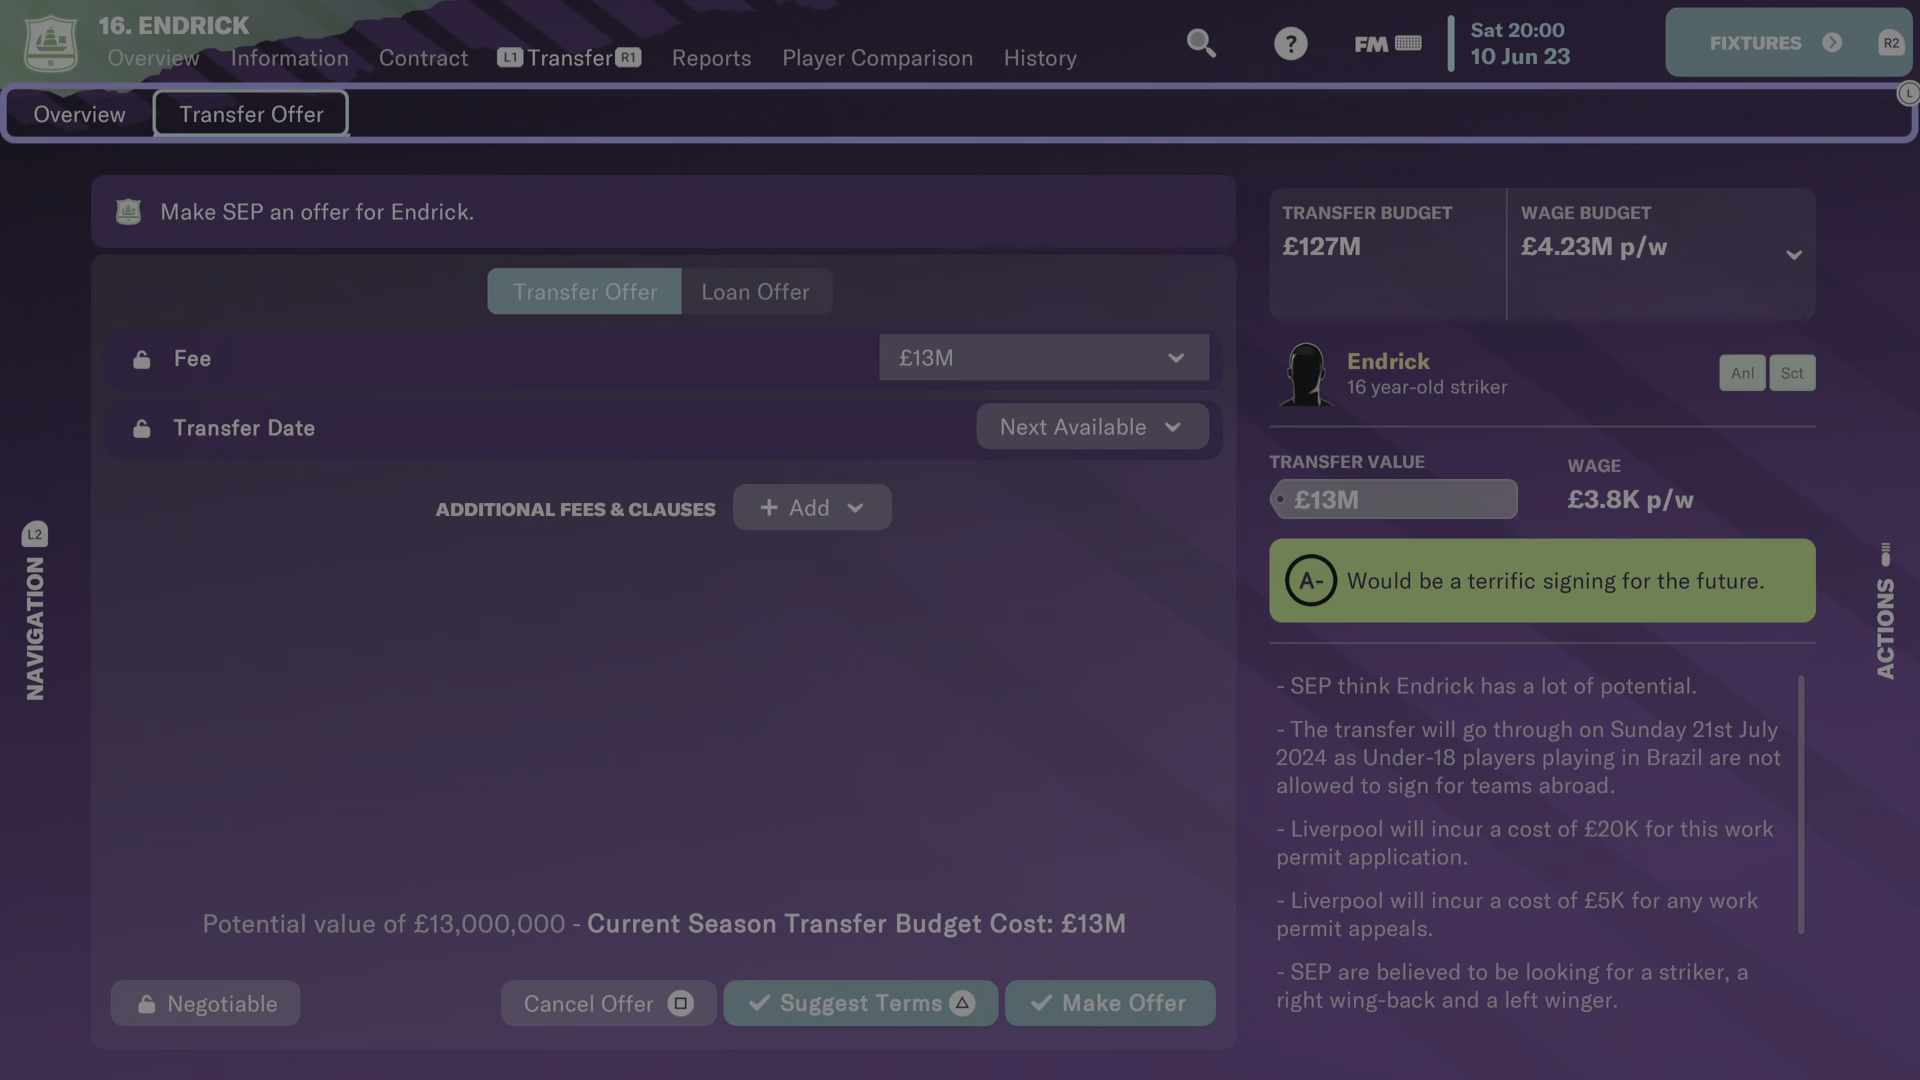 16. ENDRICK
Overview Information Contract L1 Transfer R1 Reports Player Comparison History
? FM Sat 20:00
10 Jun 23
FIXTURES R2
Overview Transfer Offer L
Make SEP an offer for Endrick.
Transfer Offer Loan Offer
Fee £13M
Transfer Date Next Available
ADDITIONAL FEES & CLAUSES + Add
Potential value of £13,000,000 - Current Season Transfer Budget Cost: £13M
Negotiable Cancel Offer Suggest Terms Make Offer
L2
NAVIGATION
TRANSFER BUDGET WAGE BUDGET
£127M £4.23M p/w
Endrick
16 year-old striker
Anl Sct
TRANSFER VALUE WAGE
£13M £3.8K p/w
A- Would be a terrific signing for the future.
- SEP think Endrick has a lot of potential.
- The transfer will go through on Sunday 21st July
2024 as Under-18 players playing in Brazil are not
allowed to sign for teams abroad.
- Liverpool will incur a cost of £20K for this work
permit application.
- Liverpool will incur a cost of £5K for any work
permit appeals.
- SEP are believed to be looking for a striker, a
right wing-back and a left winger.
ACTIONS